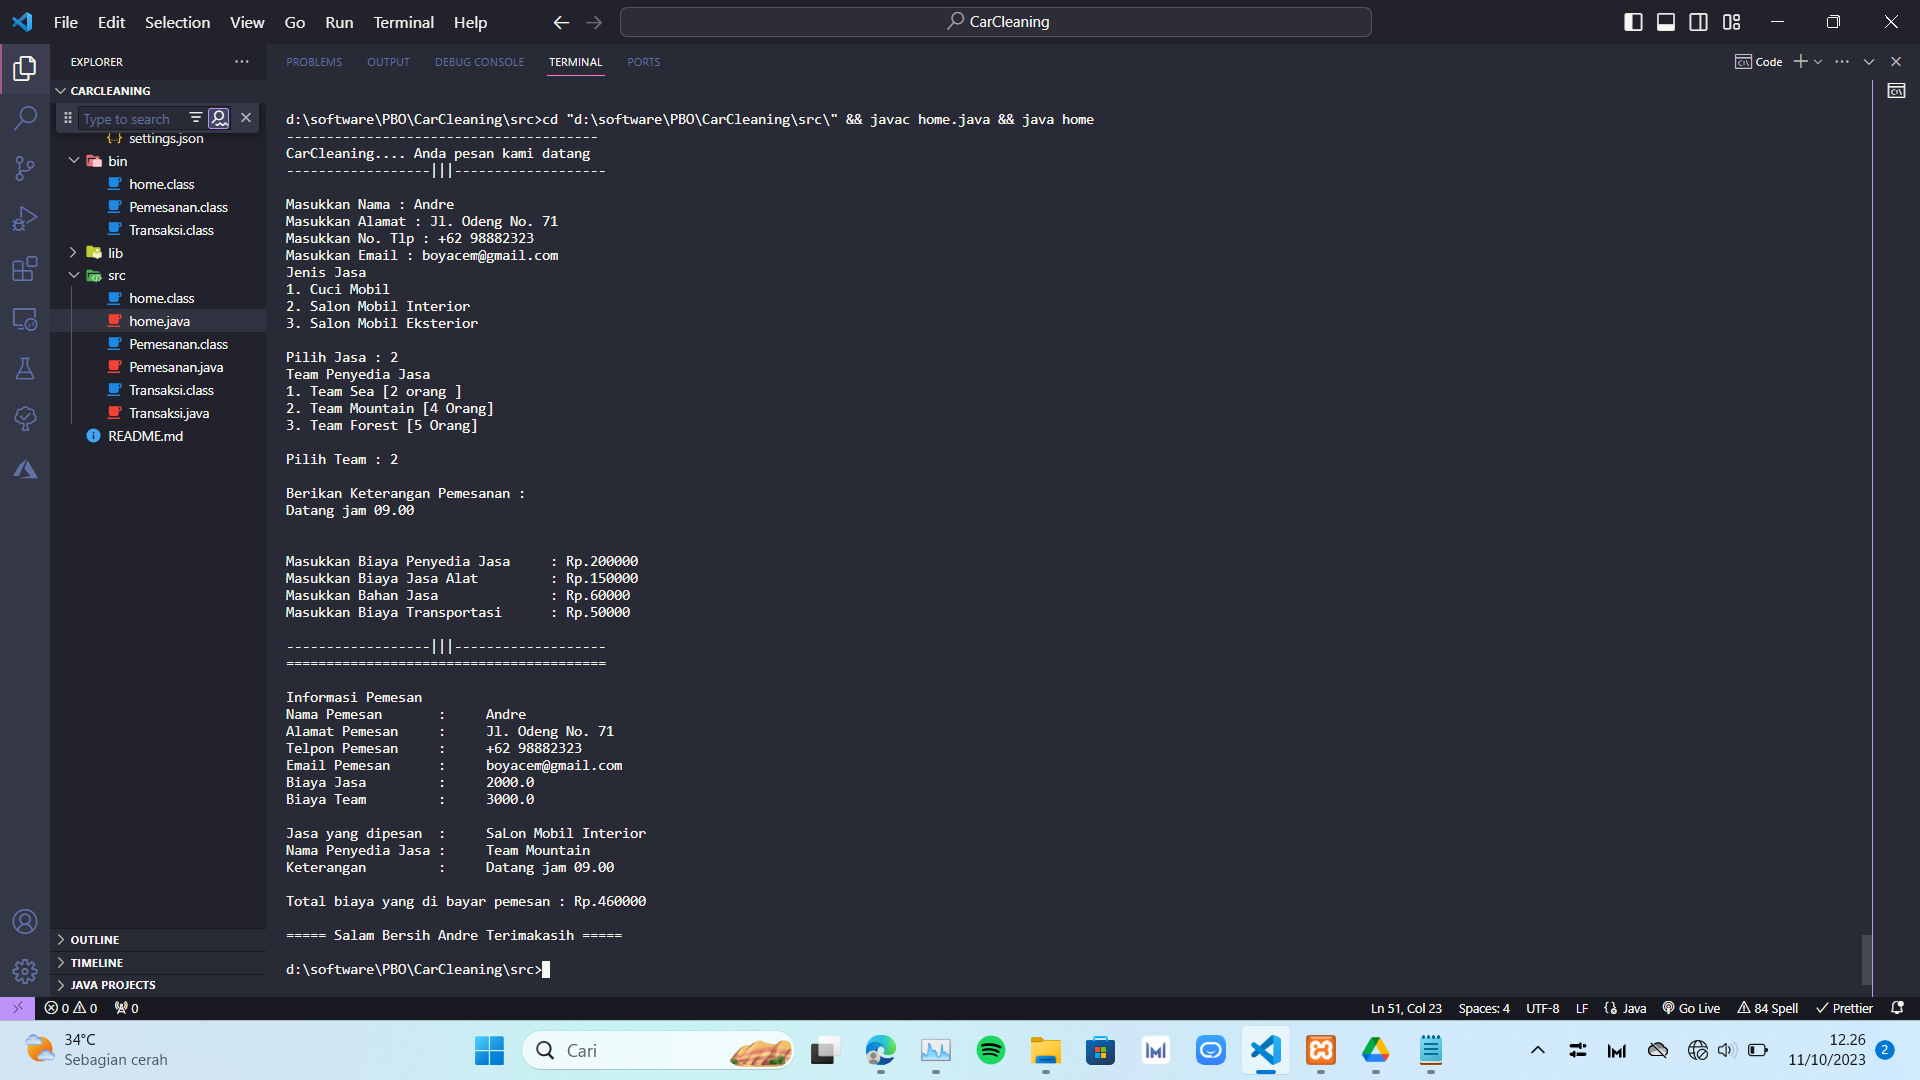 File Edit Selection View Go Run Terminal Help
CarCleaning
EXPLORER
CARCLEANING
Type to search
settings.json
bin
home.class
Pemesanan.class
Transaksi.class
lib
src
home.class
home.java
Pemesanan.class
Pemesanan.java
Transaksi.class
Transaksi.java
README.md
OUTLINE
TIMELINE
JAVA PROJECTS
PROBLEMS OUTPUT DEBUG CONSOLE TERMINAL PORTS
Code
d:\software\PBO\CarCleaning\src>cd "d:\software\PBO\CarCleaning\src\" && javac home.java && java home
---------------------------------------
CarCleaning.... Anda pesan kami datang
------------------|||-------------------
Masukkan Nama : Andre
Masukkan Alamat : Jl. Odeng No. 71
Masukkan No. Tlp : +62 98882323
Masukkan Email : boyacem@gmail.com
Jenis Jasa
1. Cuci Mobil
2. Salon Mobil Interior
3. Salon Mobil Eksterior
Pilih Jasa : 2
Team Penyedia Jasa
1. Team Sea [2 orang ]
2. Team Mountain [4 Orang]
3. Team Forest [5 Orang]
Pilih Team : 2
Berikan Keterangan Pemesanan :
Datang jam 09.00
Masukkan Biaya Penyedia Jasa : Rp.200000
Masukkan Biaya Jasa Alat : Rp.150000
Masukkan Bahan Jasa : Rp.60000
Masukkan Biaya Transportasi : Rp.50000
------------------|||-------------------
========================================
Informasi Pemesan
Nama Pemesan : Andre
Alamat Pemesan : Jl. Odeng No. 71
Telpon Pemesan : +62 98882323
Email Pemesan : boyacem@gmail.com
Biaya Jasa : 2000.0
Biaya Team : 3000.0
Jasa yang dipesan : SaLon Mobil Interior
Nama Penyedia Jasa : Team Mountain
Keterangan : Datang jam 09.00
Total biaya yang di bayar pemesan : Rp.460000
===== Salam Bersih Andre Terimakasih =====
d:\software\PBO\CarCleaning\src>
0 0 0
Ln 51, Col 23 Spaces: 4 UTF-8 LF Java Go Live 84 Spell Prettier
34°C
Sebagian cerah
Cari
12.26
11/10/2023
2